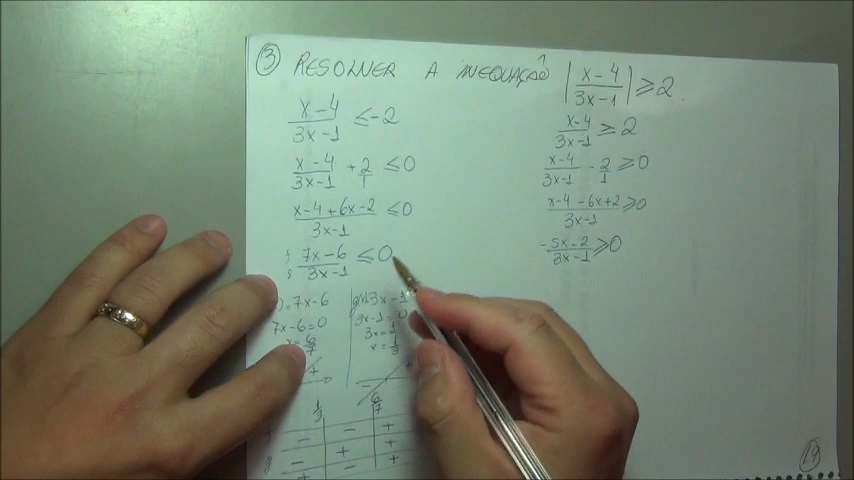 ③ RESOLVER A INEQUAÇÃO |x-4/3x-1| ≥ 2.
x-4/3x-1 ≤ -2
x-4/3x-1 + 2/1 ≤ 0
x-4+6x-2/3x-1 ≤ 0
7x-6/3x-1 ≤ 0
= 7x-6
7x-6=0
x=6/7
+
3x-1
3x-1=0
3x=1
x=1/3
- +
1/3 6/7
- - +
- + +
+
x-4/3x-1 ≥ 2
x-4/3x-1 - 2/1 ≥ 0
x-4-6x+2/3x-1 ≥ 0
-5x-2/3x-1 ≥ 0
19